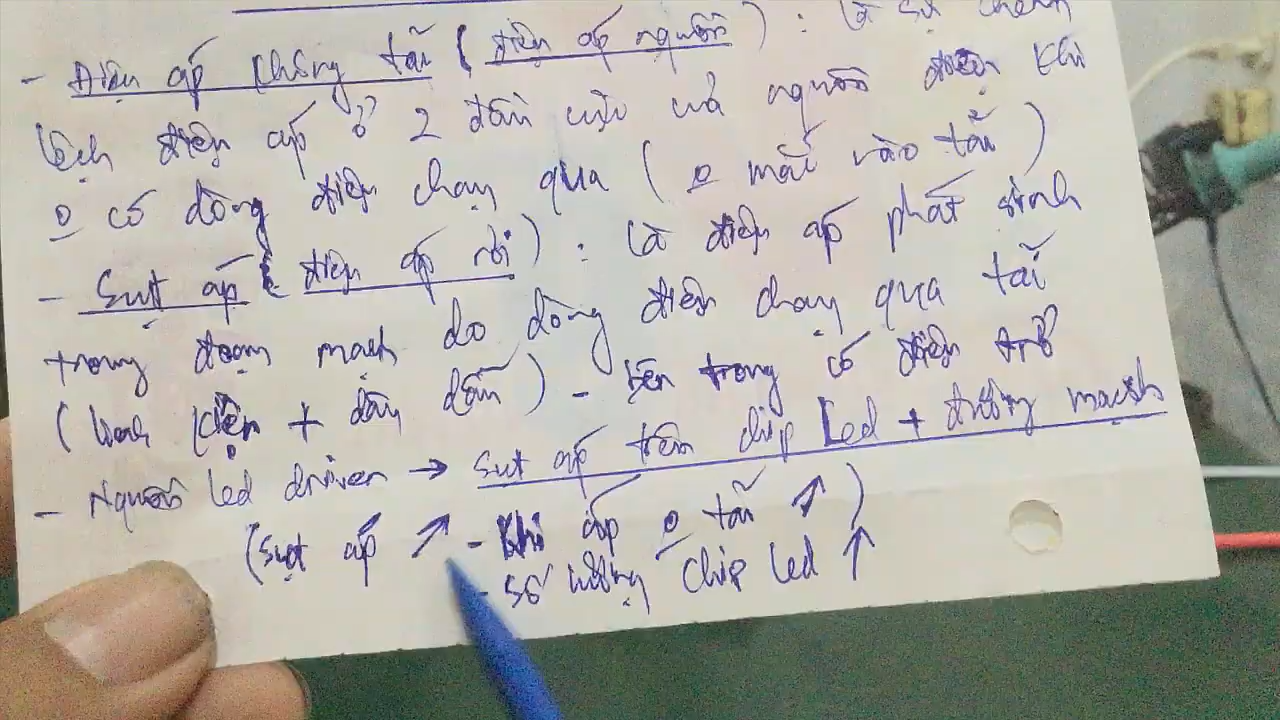 - Điện áp không tải (điện áp nguồn) : là sự chênh
lệch điện áp ở 2 đầu cực của nguồn điện khi
o có dòng điện chạy qua (o mắc vào tải)
- Sụt áp (điện áp rơi) : là điện áp phát sinh
trong đoạn mạch do dòng điện chạy qua tải
(linh kiện + dây dẫn) - bên trong có điện trở
- Nguồn led driver → Sụt áp trên chip Led + đường mạch
(Sụt áp ↗ - Khi áp o tải ↗)
- số lượng chip led ↑